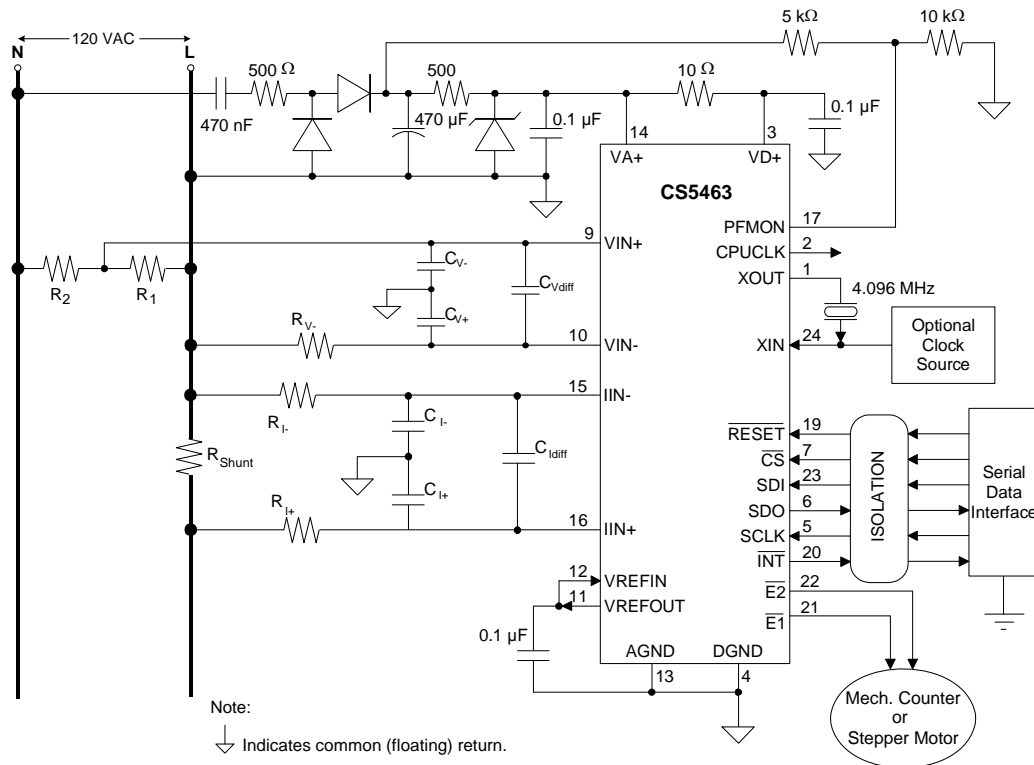 5 kΩ
10 kΩ
N
120 VAC
L
500 Ω
500
10 Ω
470 nF
470 µF
0.1 µF
0.1 µF
14
3
VA+
VD+
CS5463
17
PFMON
9
VIN+
2
CPUCLK
1
XOUT
CV-
CVdiff
4.096 MHz
R2
R1
CV+
RV-
10
VIN-
24
XIN
Optional
Clock
Source
15
IIN-
RI-
CI-
CIdiff
RShunt
CI+
RI+
16
IIN+
19
RESET
7
CS
23
SDI
6
SDO
5
SCLK
20
INT
22
E2
21
E1
ISOLATION
Serial
Data
Interface
12
VREFIN
11
VREFOUT
0.1 µF
AGND
DGND
13
4
Mech. Counter
or
Stepper Motor
Note:
Indicates common (floating) return.